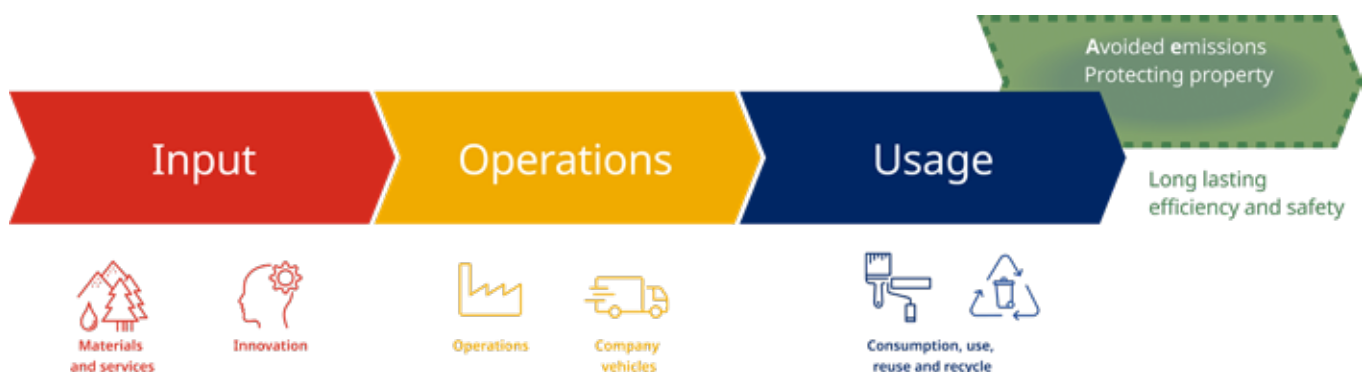 Avoided emissions
Protecting property
Input
Operations
Usage
Long lasting
efficiency and safety
Materials
and services
Innovation
Operations
Company
vehicles
Consumption, use,
reuse and recycle